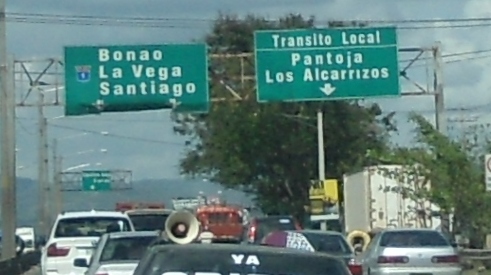 Bonao
La Vega
Santiago
Transito Local
Pantoja
Los Alcarrizos
YA